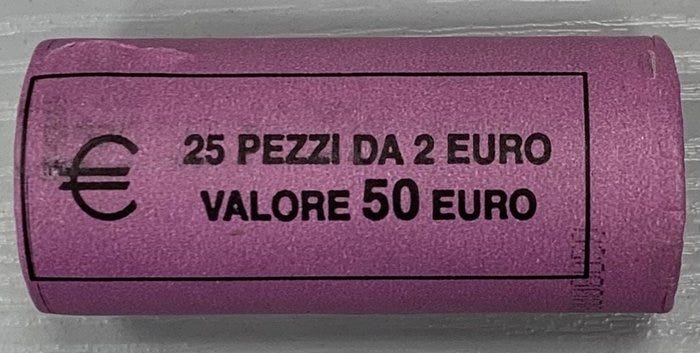 € 25 PEZZI DA 2 EURO
VALORE 50 EURO